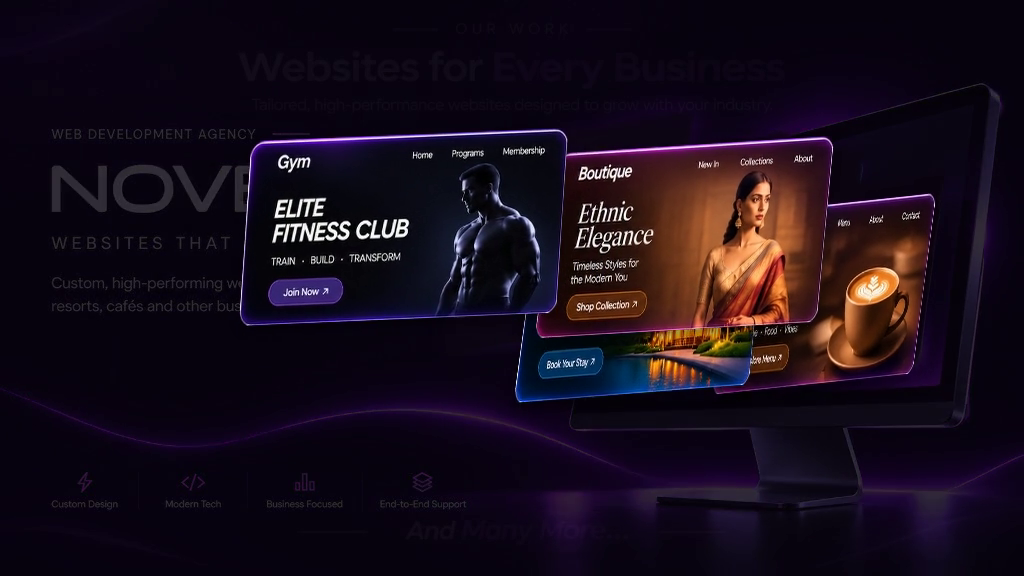 OUR WORK
Websites for Every Business
Tailored, high-performance websites designed to grow with your industry.
WEB DEVELOPMENT AGENCY
NOVE
WEBSITES THAT
Custom, high-performing we
resorts, cafés and other bus
Gym
Home Programs Membership
ELITE
FITNESS CLUB
TRAIN · BUILD · TRANSFORM
Join Now ↗
Boutique
New In Collections About
Ethnic
Elegance
Timeless Styles for
the Modern You
Shop Collection ↗
Menu About Contact
· Food · Vibes
Menu ↗
Book Your Stay ↗
Custom Design
Modern Tech
Business Focused
End-to-End Support
And Many More...